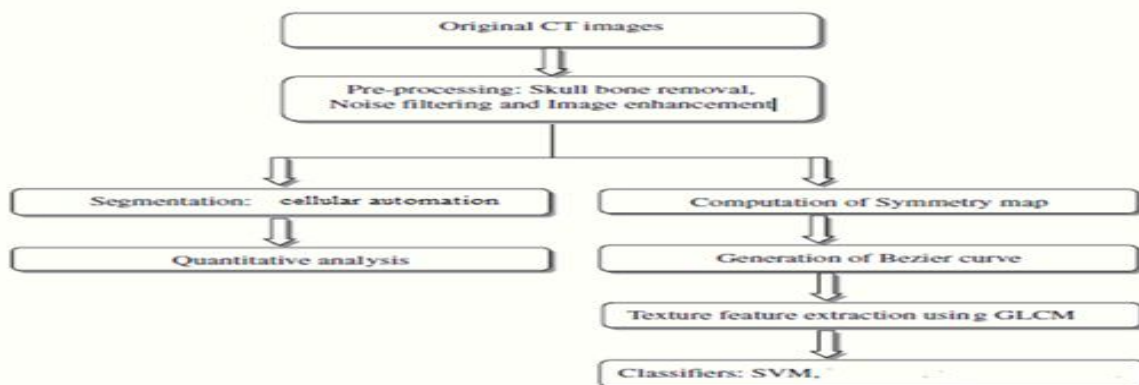 Original CT images
Pre-processing: Skull bone removal,
Noise filtering and Image enhancement
Segmentation: cellular automation
Computation of Symmetry map
Quantitative analysis
Generation of Bezier curve
Texture feature extraction using GLCM
Classifiers: SVM,